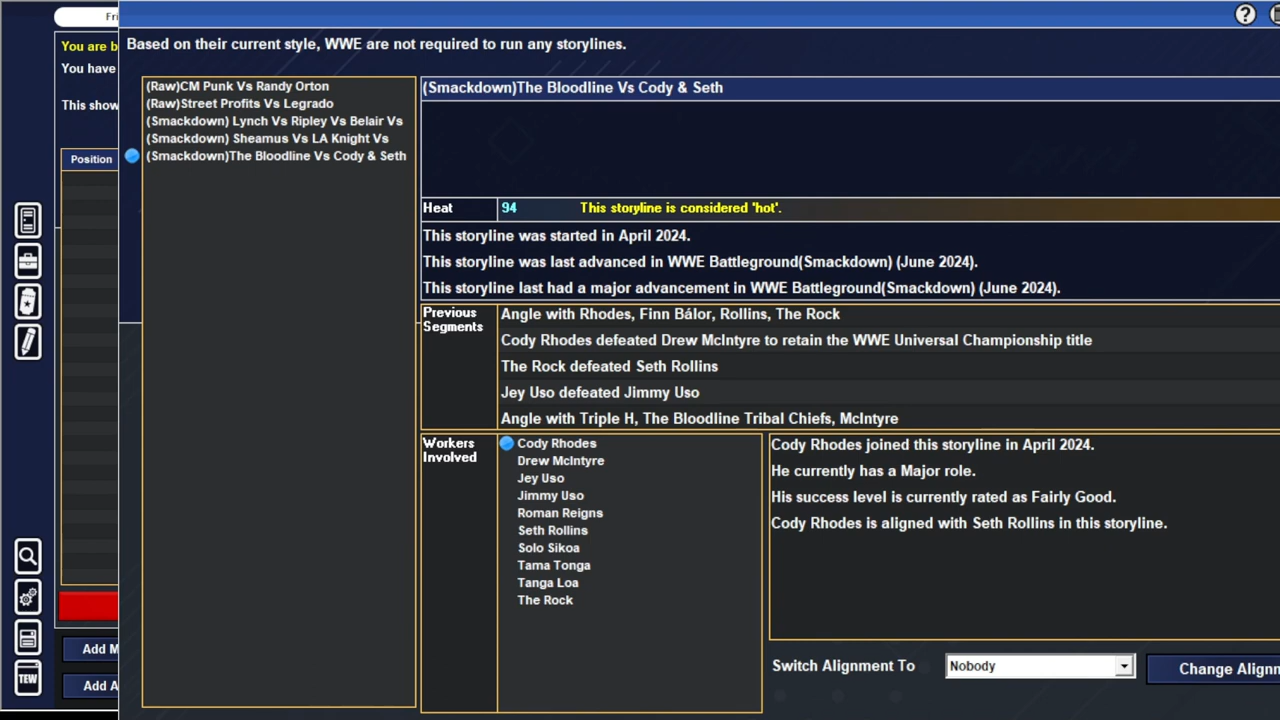 Fri
?
You are b
You have
This show
Position
Add M
Add A
TEW
Based on their current style, WWE are not required to run any storylines.
(Raw)CM Punk Vs Randy Orton
(Raw)Street Profits Vs Legrado
(Smackdown) Lynch Vs Ripley Vs Belair Vs
(Smackdown) Sheamus Vs LA Knight Vs
(Smackdown)The Bloodline Vs Cody & Seth
(Smackdown)The Bloodline Vs Cody & Seth
Heat 94 This storyline is considered 'hot'.
This storyline was started in April 2024.
This storyline was last advanced in WWE Battleground(Smackdown) (June 2024).
This storyline last had a major advancement in WWE Battleground(Smackdown) (June 2024).
Previous
Segments
Angle with Rhodes, Finn Bálor, Rollins, The Rock
Cody Rhodes defeated Drew McIntyre to retain the WWE Universal Championship title
The Rock defeated Seth Rollins
Jey Uso defeated Jimmy Uso
Angle with Triple H, The Bloodline Tribal Chiefs, McIntyre
Workers
Involved
Cody Rhodes
Drew McIntyre
Jey Uso
Jimmy Uso
Roman Reigns
Seth Rollins
Solo Sikoa
Tama Tonga
Tanga Loa
The Rock
Cody Rhodes joined this storyline in April 2024.
He currently has a Major role.
His success level is currently rated as Fairly Good.
Cody Rhodes is aligned with Seth Rollins in this storyline.
Switch Alignment To
Nobody
Change Alignn